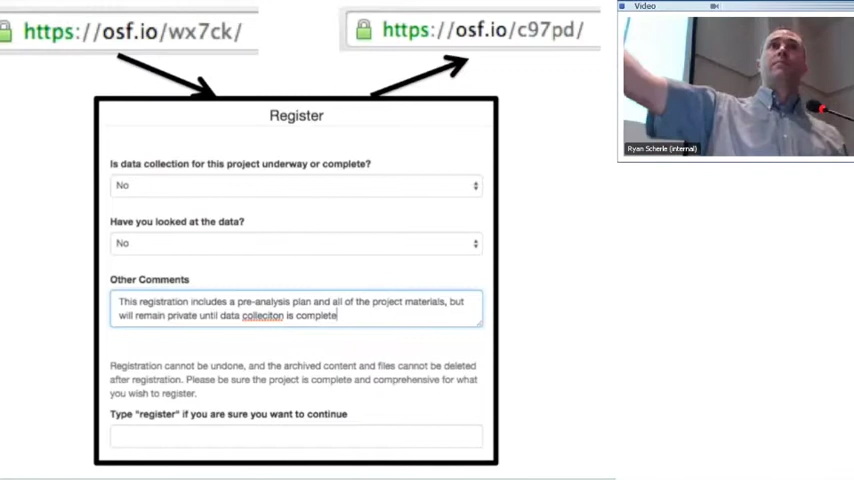 https://osf.io/wx7ck/
https://osf.io/c97pd/
Video
Ryan Scherle (internal)
Register
Is data collection for this project underway or complete?
No
Have you looked at the data?
No
Other Comments
This registration includes a pre-analysis plan and all of the project materials, but
will remain private until data colleciton is complete
Registration cannot be undone, and the archived content and files cannot be deleted
after registration. Please be sure the project is complete and comprehensive for what
you wish to register.
Type "register" if you are sure you want to continue